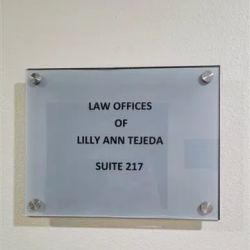 LAW OFFICES
OF
LILLY ANN TEJEDA
SUITE 217